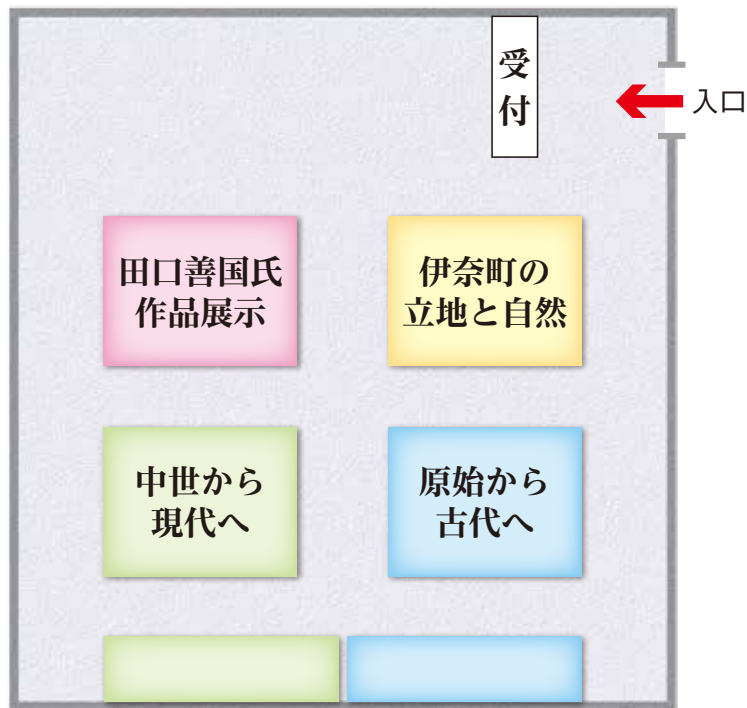 受付
入口
田口善国氏
作品展示
伊奈町の
立地と自然
中世から
現代へ
原始から
古代へ